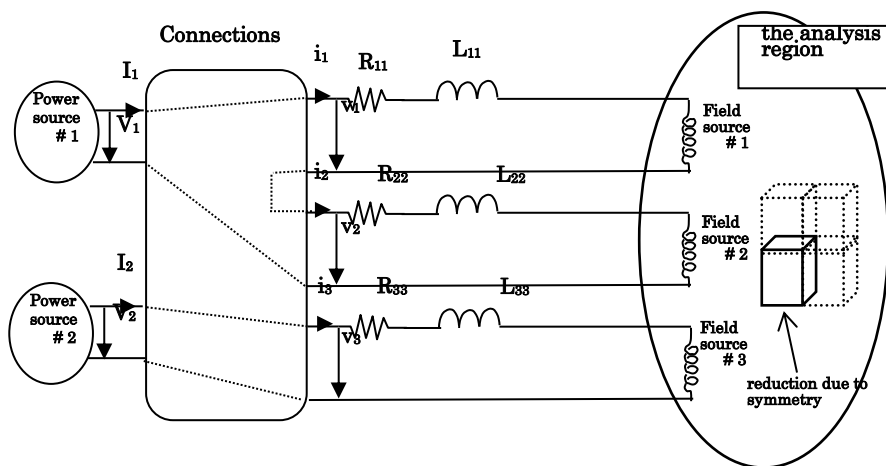 the analysis
region
Connections
I₁
i₁
R₁₁
L₁₁
Power
source
# 1
V₁
v₁
Field
source
# 1
i₂
R₂₂
L₂₂
v₂
Field
source
# 2
I₂
i₃
R₃₃
L₃₃
Power
source
# 2
V₂
v₃
Field
source
# 3
reduction due to
symmetry